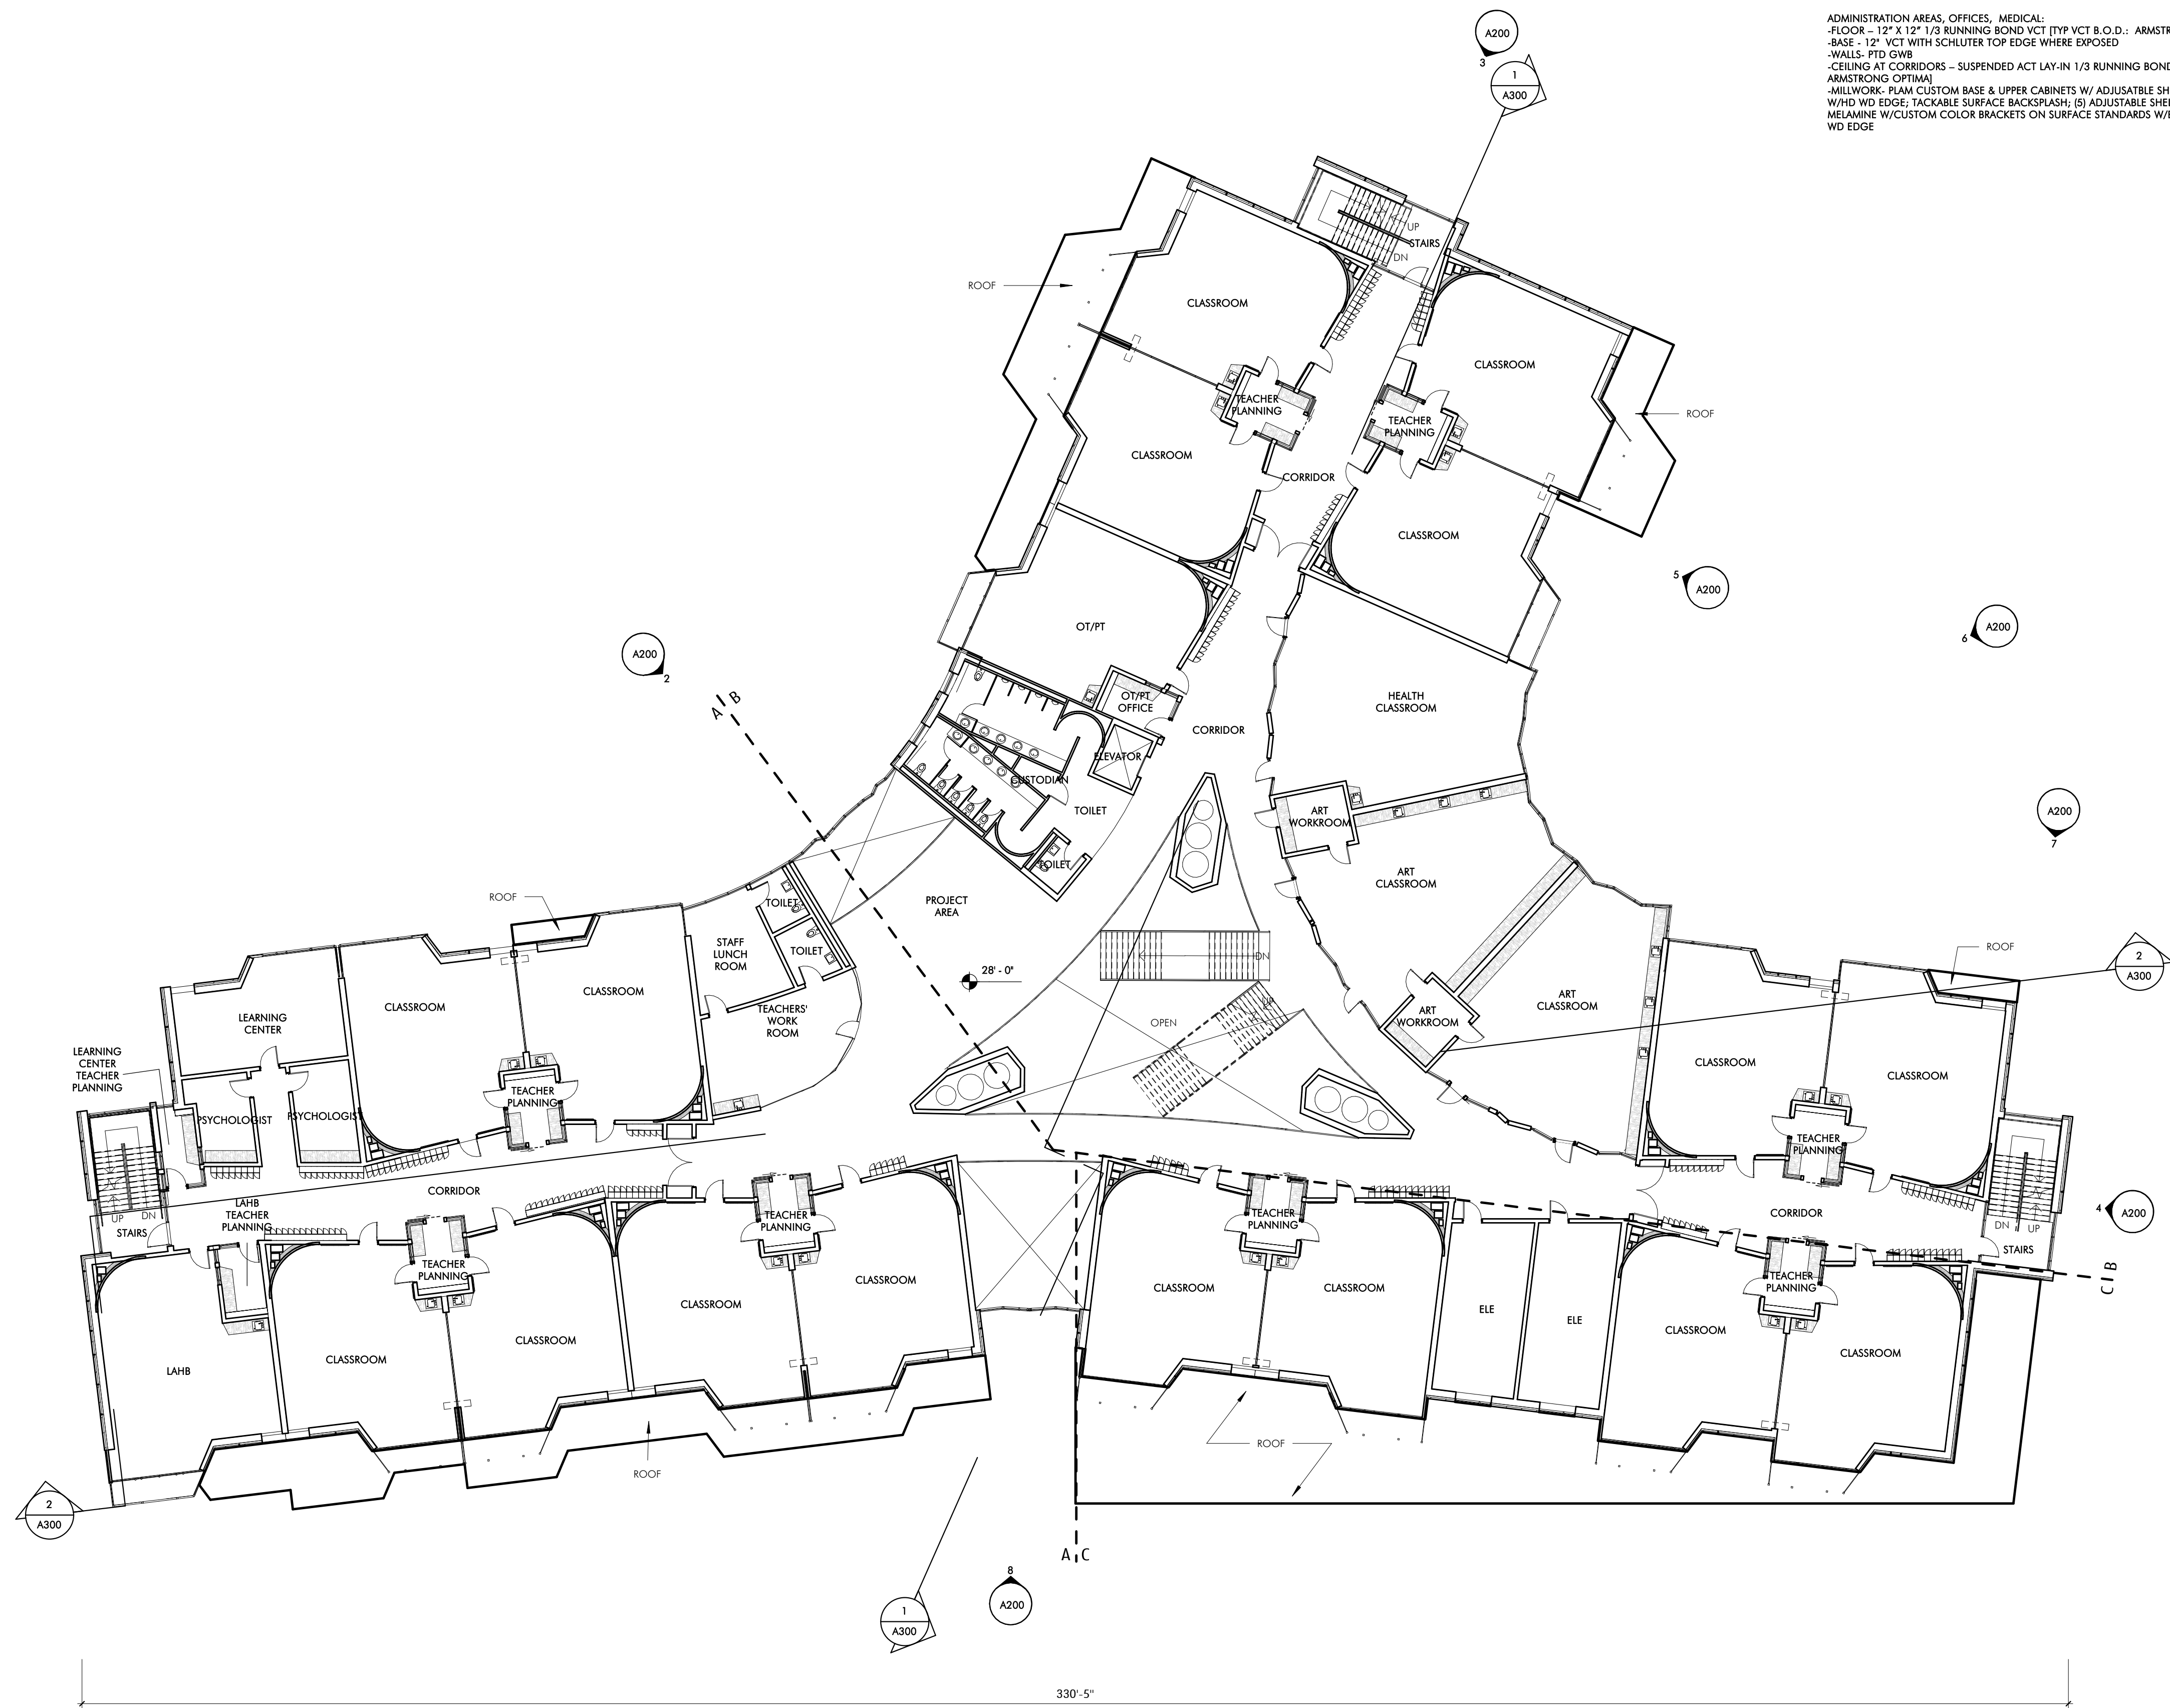 ADMINISTRATION AREAS, OFFICES, MEDICAL:
-FLOOR – 12" X 12" 1/3 RUNNING BOND VCT [TYP VCT B.O.D.:
-BASE - 12" VCT WITH SCHLUTER TOP EDGE WHERE EXPOSED
-WALLS- PTD GWB
-CEILING AT CORRIDORS – SUSPENDED ACT LAY-IN 1/3 RUNNING BOND
ARMSTRONG OPTIMA]
-MILLWORK- PLAM CUSTOM BASE & UPPER CABINETS W/ ADJUSATBLE
W/HD WD EDGE; TACKABLE SURFACE BACKSPLASH; (5) ADJUSTABLE
MELAMINE W/CUSTOM COLOR BRACKETS ON SURFACE STANDARDS
WD EDGE
A200
3
1
A300
UP
STAIRS
DN
ROOF
CLASSROOM
CLASSROOM
TEACHER
PLANNING
ROOF
TEACHER
PLANNING
CLASSROOM
CORRIDOR
CLASSROOM
5
A200
6
A200
OT/PT
A200
2
A
B
OT/PT
OFFICE
HEALTH
CLASSROOM
CORRIDOR
ELEVATOR
CUSTODIAN
TOILET
ART
WORKROOM
A200
7
TOILET
ART
CLASSROOM
ROOF
TOILET
PROJECT
AREA
STAFF
LUNCH
ROOM
TOILET
DN
ROOF
2
A300
28' - 0"
CLASSROOM
CLASSROOM
TEACHERS'
WORK
ROOM
UP
ART
CLASSROOM
LEARNING
CENTER
OPEN
ART
WORKROOM
LEARNING
CENTER
TEACHER
PLANNING
CLASSROOM
CLASSROOM
TEACHER
PLANNING
PSYCHOLOGIST
PSYCHOLOGIST
TEACHER
PLANNING
CORRIDOR
LAHB
TEACHER
PLANNING
UP
DN
STAIRS
TEACHER
PLANNING
TEACHER
PLANNING
CORRIDOR
4
A200
DN
UP
STAIRS
TEACHER
PLANNING
TEACHER
PLANNING
B
C
CLASSROOM
CLASSROOM
CLASSROOM
CLASSROOM
ELE
ELE
CLASSROOM
CLASSROOM
CLASSROOM
CLASSROOM
LAHB
ROOF
ROOF
2
A300
A
C
8
A200
1
A300
330'-5"